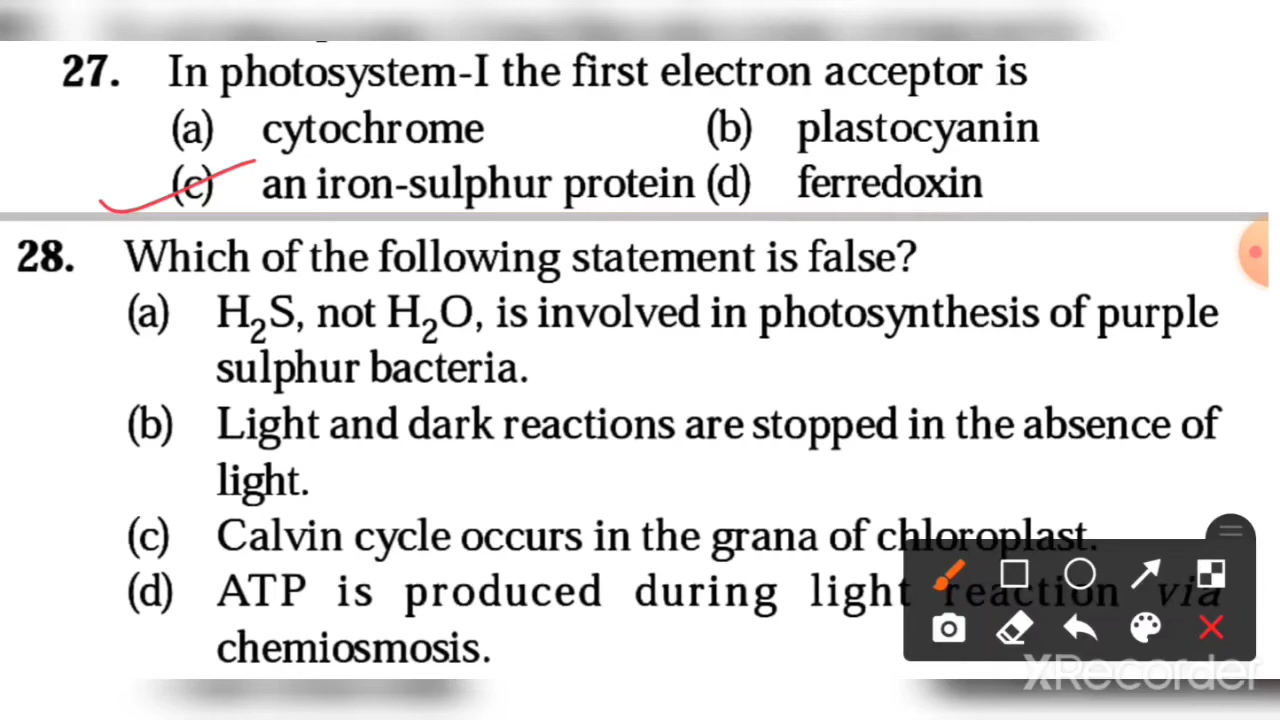 27. In photosystem-I the first electron acceptor is
(a) cytochrome (b) plastocyanin
(c) an iron-sulphur protein (d) ferredoxin
28. Which of the following statement is false?
(a) H₂S, not H₂O, is involved in photosynthesis of purple
sulphur bacteria.
(b) Light and dark reactions are stopped in the absence of
light.
(c) Calvin cycle occurs in the grana of chloroplast.
(d) ATP is produced during light reaction via
chemiosmosis.
XRecorder